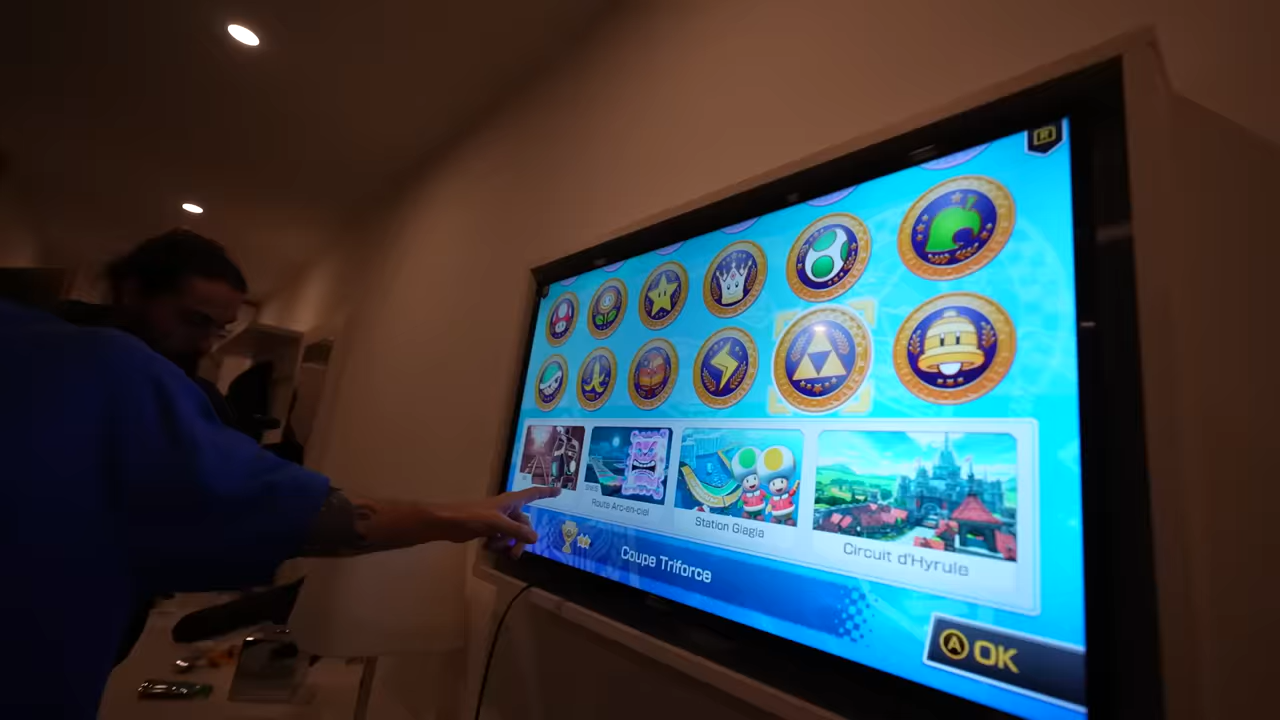 R
Route Arc-en-ciel
Station Glagla
Circuit d'Hyrule
Coupe Triforce
A OK